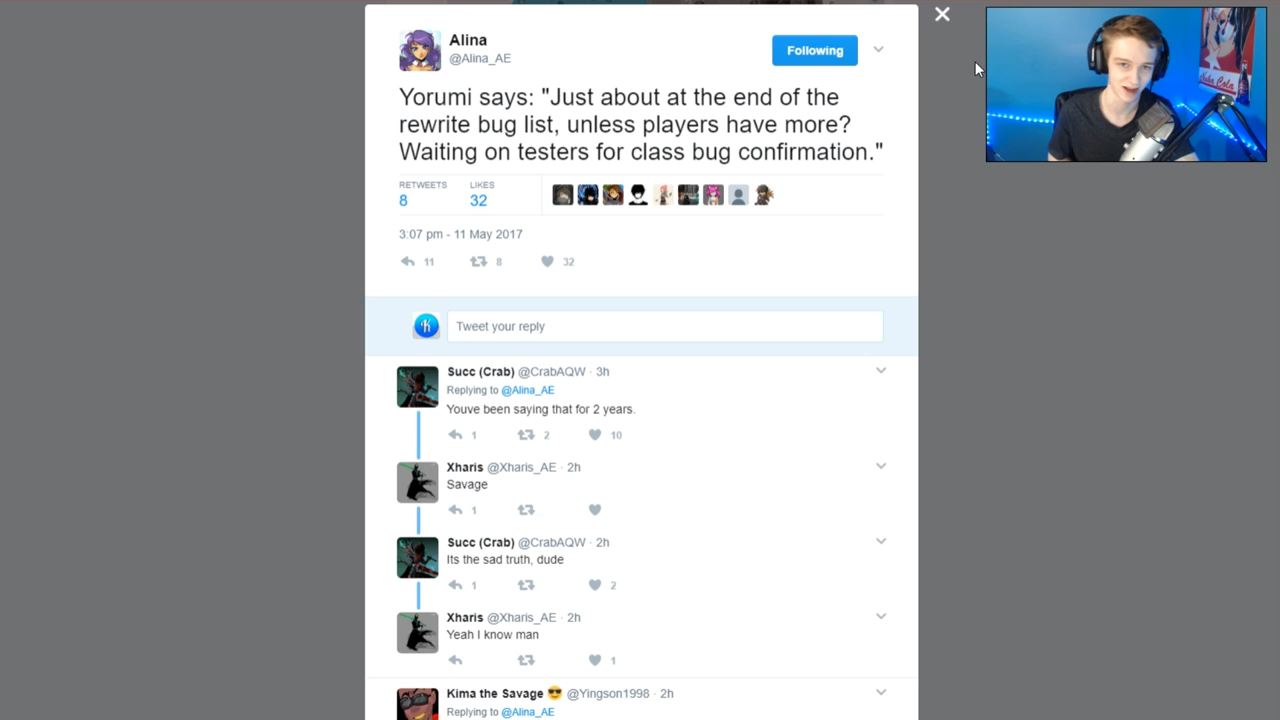 Alina
@Alina_AE
Following
Yorumi says: "Just about at the end of the
rewrite bug list, unless players have more?
Waiting on testers for class bug confirmation."
RETWEETS LIKES
8 32
3:07 pm - 11 May 2017
11 8 32
Tweet your reply
Succ (Crab) @CrabAQW · 3h
Replying to @Alina_AE
Youve been saying that for 2 years.
1 2 10
Xharis @Xharis_AE · 2h
Savage
1
Succ (Crab) @CrabAQW · 2h
Its the sad truth, dude
1 2
Xharis @Xharis_AE · 2h
Yeah I know man
1
Kima the Savage 😎 @Yingson1998 · 2h
Replying to @Alina_AE
Nuka Cola